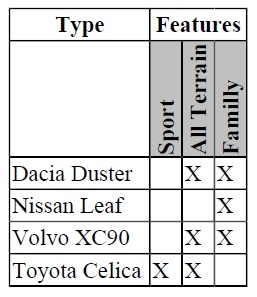 Type Features
Sport All Terrain Familly
Dacia Duster X X
Nissan Leaf X
Volvo XC90 X X
Toyota Celica X X